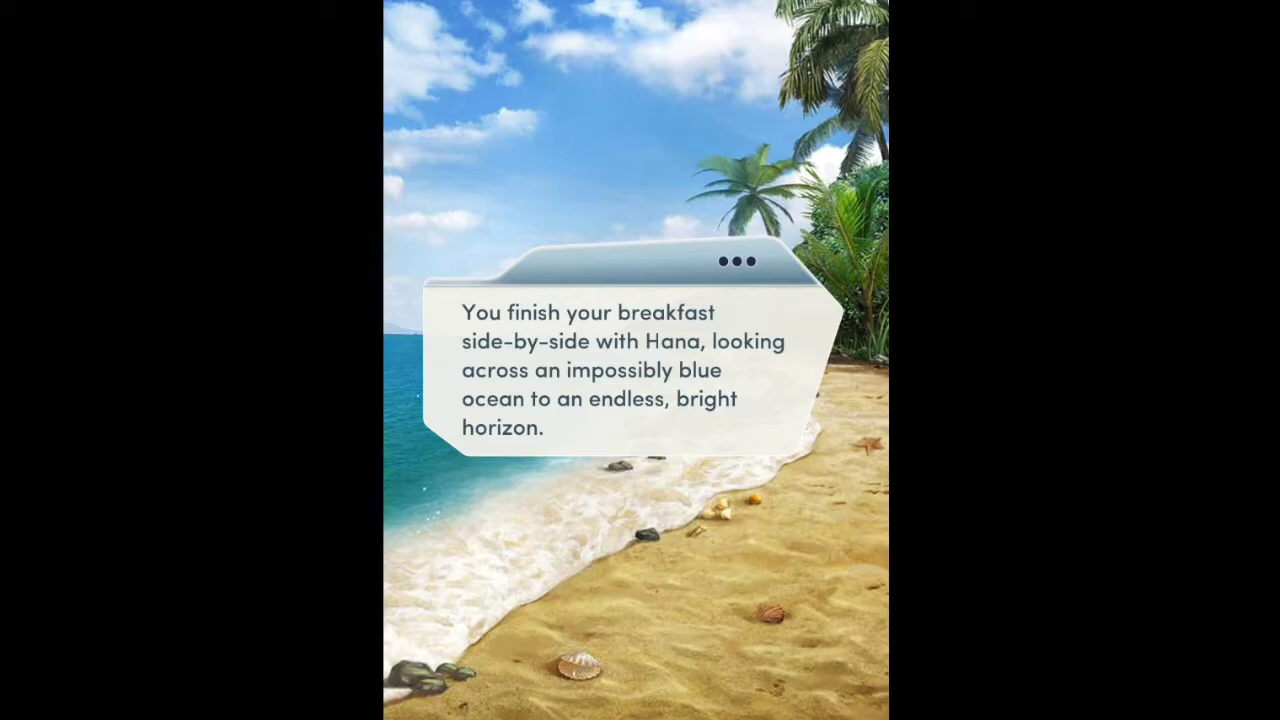 You finish your breakfast
side-by-side with Hana, looking
across an impossibly blue
ocean to an endless, bright
horizon.